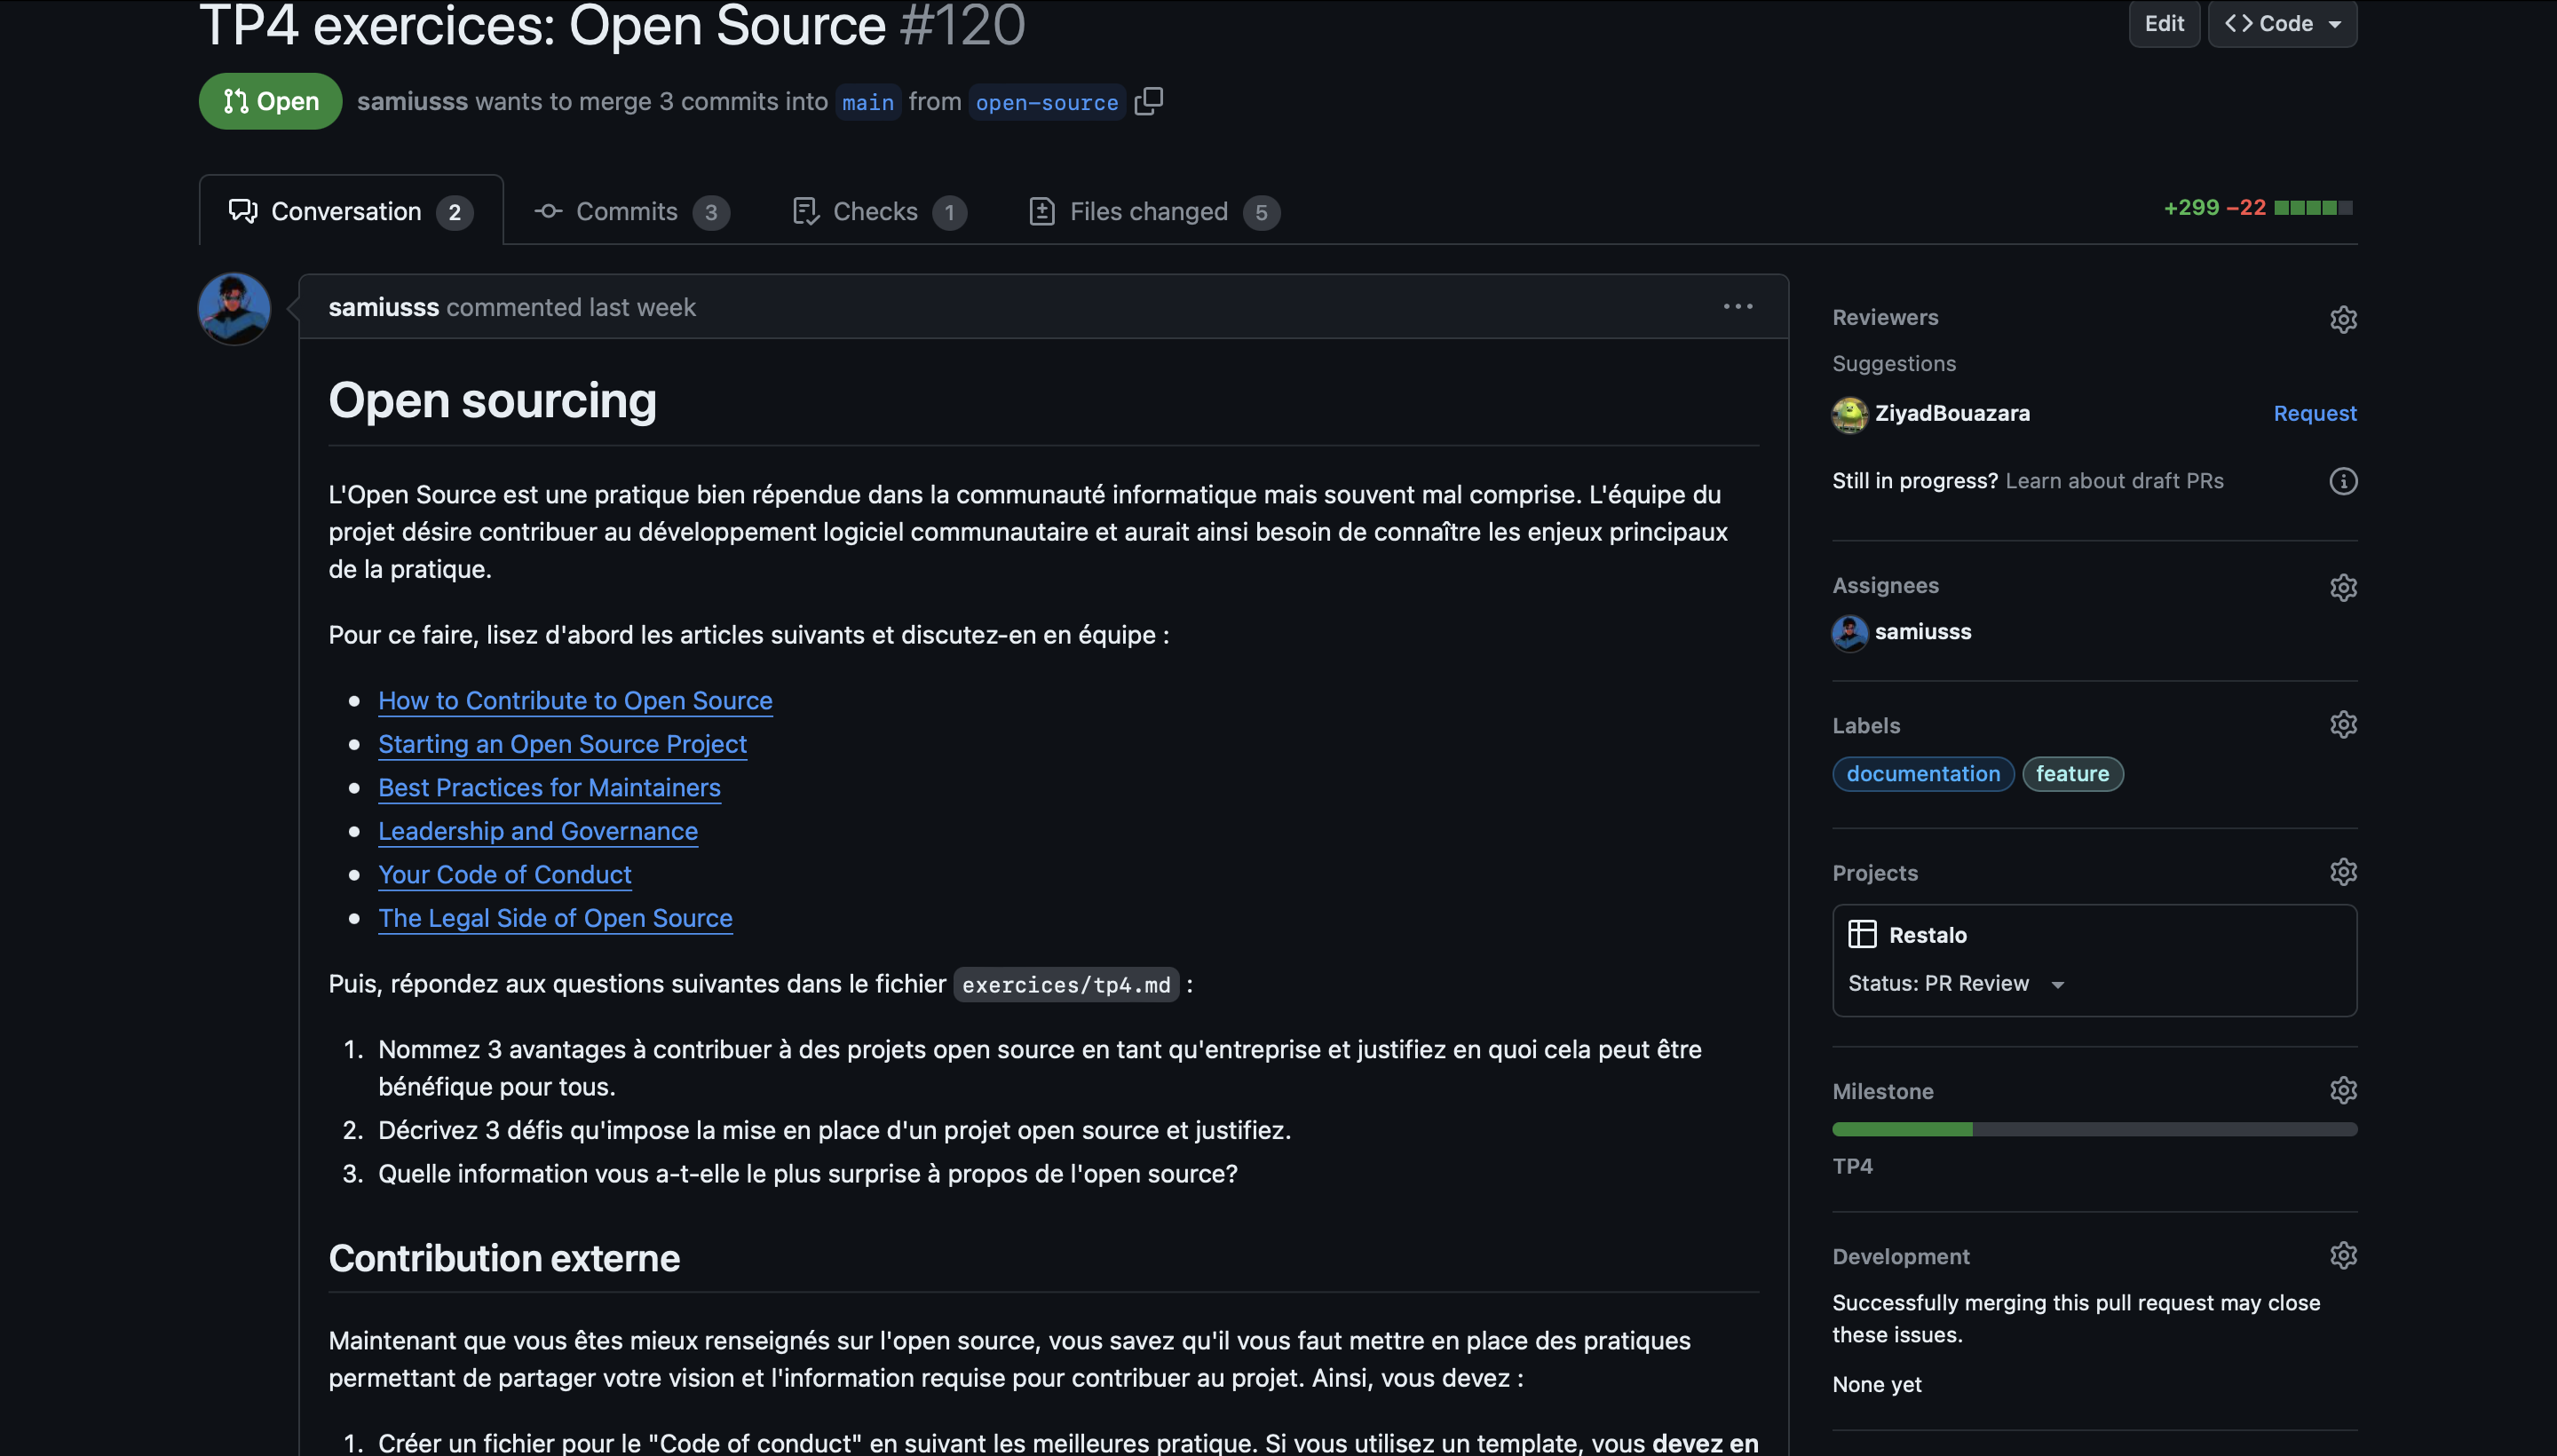 TP4 exercices: Open Source #120
Edit
<> Code
Open
samiusss wants to merge 3 commits into main from open-source
Conversation 2
Commits 3
Checks 1
Files changed 5
+299 −22
samiusss commented last week
Open sourcing
L'Open Source est une pratique bien répendue dans la communauté informatique mais souvent mal comprise. L'équipe du
projet désire contribuer au développement logiciel communautaire et aurait ainsi besoin de connaître les enjeux principaux
de la pratique.
Pour ce faire, lisez d'abord les articles suivants et discutez-en en équipe :
• How to Contribute to Open Source
• Starting an Open Source Project
• Best Practices for Maintainers
• Leadership and Governance
• Your Code of Conduct
• The Legal Side of Open Source
Puis, répondez aux questions suivantes dans le fichier exercices/tp4.md :
1. Nommez 3 avantages à contribuer à des projets open source en tant qu'entreprise et justifiez en quoi cela peut être
bénéfique pour tous.
2. Décrivez 3 défis qu'impose la mise en place d'un projet open source et justifiez.
3. Quelle information vous a-t-elle le plus surprise à propos de l'open source?
Contribution externe
Maintenant que vous êtes mieux renseignés sur l'open source, vous savez qu'il vous faut mettre en place des pratiques
permettant de partager votre vision et l'information requise pour contribuer au projet. Ainsi, vous devez :
1. Créer un fichier pour le "Code of conduct" en suivant les meilleures pratique. Si vous utilisez un template, vous devez en
Reviewers
Suggestions
ZiyadBouazara
Request
Still in progress? Learn about draft PRs
Assignees
samiusss
Labels
documentation
feature
Projects
Restalo
Status: PR Review
Milestone
TP4
Development
Successfully merging this pull request may close
these issues.
None yet